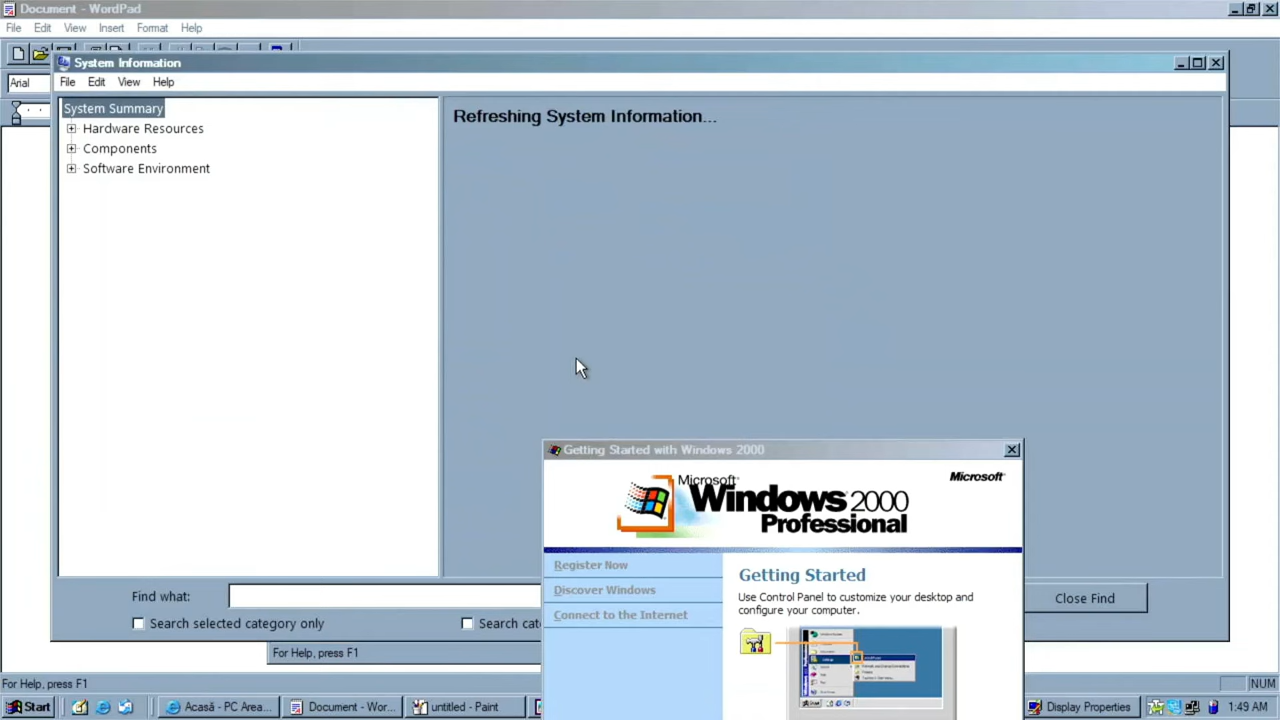 Document - WordPad
File Edit View Insert Format Help
System Information
Arial
File Edit View Help
System Summary
Hardware Resources
Components
Software Environment
Refreshing System Information...
Getting Started with Windows 2000
Microsoft
Windows 2000
Professional
Microsoft
Register Now
Discover Windows
Connect to the Internet
Getting Started
Use Control Panel to customize your desktop and
configure your computer.
Find what:
Close Find
Search selected category only
Search cat
For Help, press F1
For Help, press F1
NUM
Start
Acasă - PC Area...
Document - Wor...
untitled - Paint
Display Properties
1:49 AM